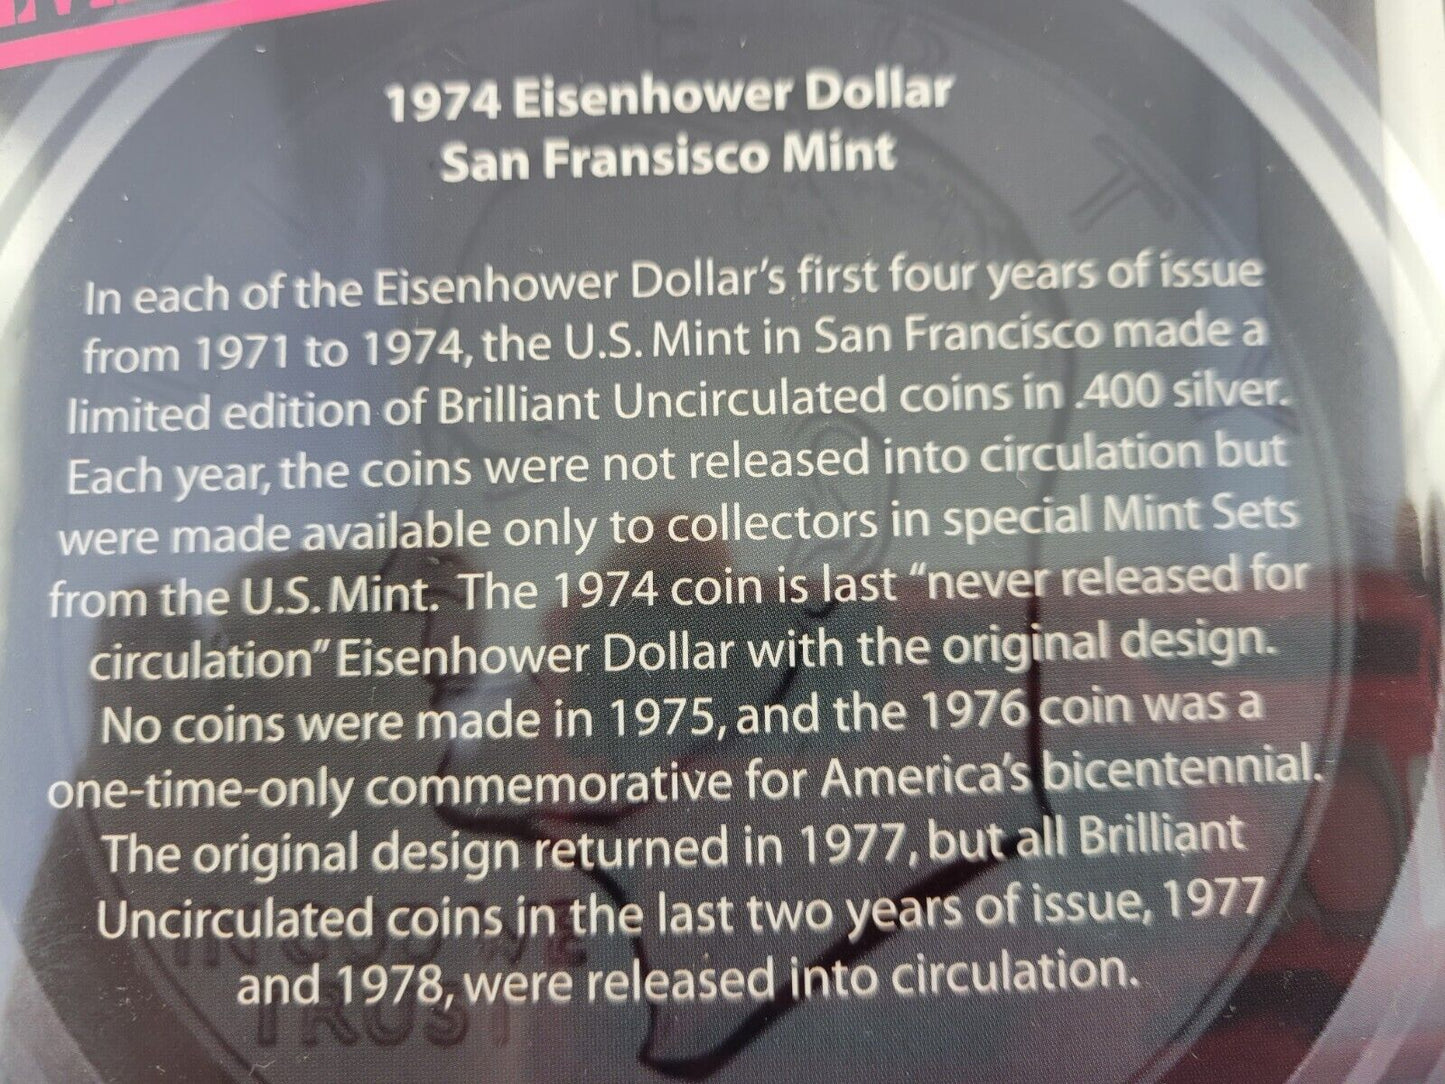 1974 Eisenhower Dollar
San Fransisco Mint
In each of the Eisenhower Dollar's first four years of issue
from 1971 to 1974, the U.S. Mint in San Francisco made a
limited edition of Brilliant Uncirculated coins in .400 silver.
Each year, the coins were not released into circulation but
were made available only to collectors in special Mint Sets
from the U.S. Mint. The 1974 coin is last "never released for
circulation" Eisenhower Dollar with the original design.
No coins were made in 1975, and the 1976 coin was a
one-time-only commemorative for America's bicentennial.
The original design returned in 1977, but all Brilliant
Uncirculated coins in the last two years of issue, 1977
and 1978, were released into circulation.
IN GOD WE
TRUST